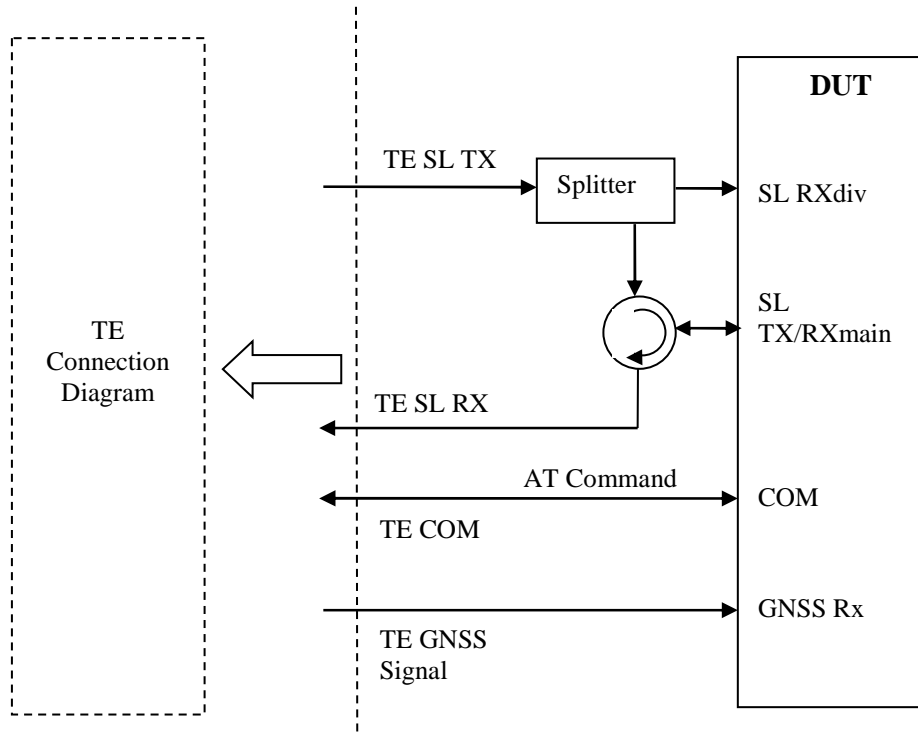 TE
Connection
Diagram
TE SL TX
Splitter
DUT
SL RXdiv
SL
TX/RXmain
TE SL RX
AT Command
TE COM
COM
TE GNSS
Signal
GNSS Rx